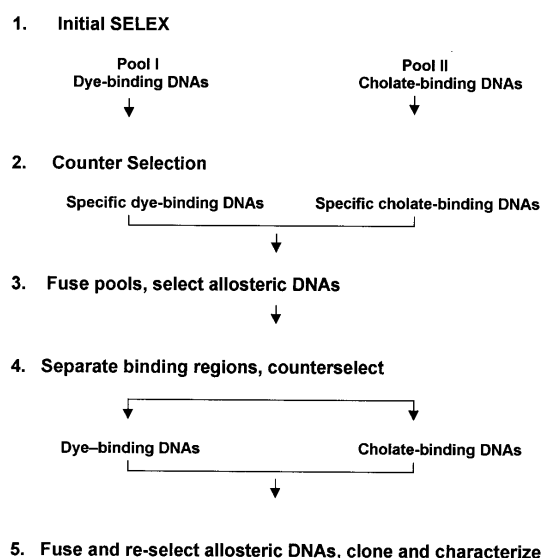 1. Initial SELEX
Pool I
Dye-binding DNAs
Pool II
Cholate-binding DNAs
2. Counter Selection
Specific dye-binding DNAs Specific cholate-binding DNAs
3. Fuse pools, select allosteric DNAs
4. Separate binding regions, counterselect
Dye–binding DNAs Cholate-binding DNAs
5. Fuse and re-select allosteric DNAs, clone and characterize